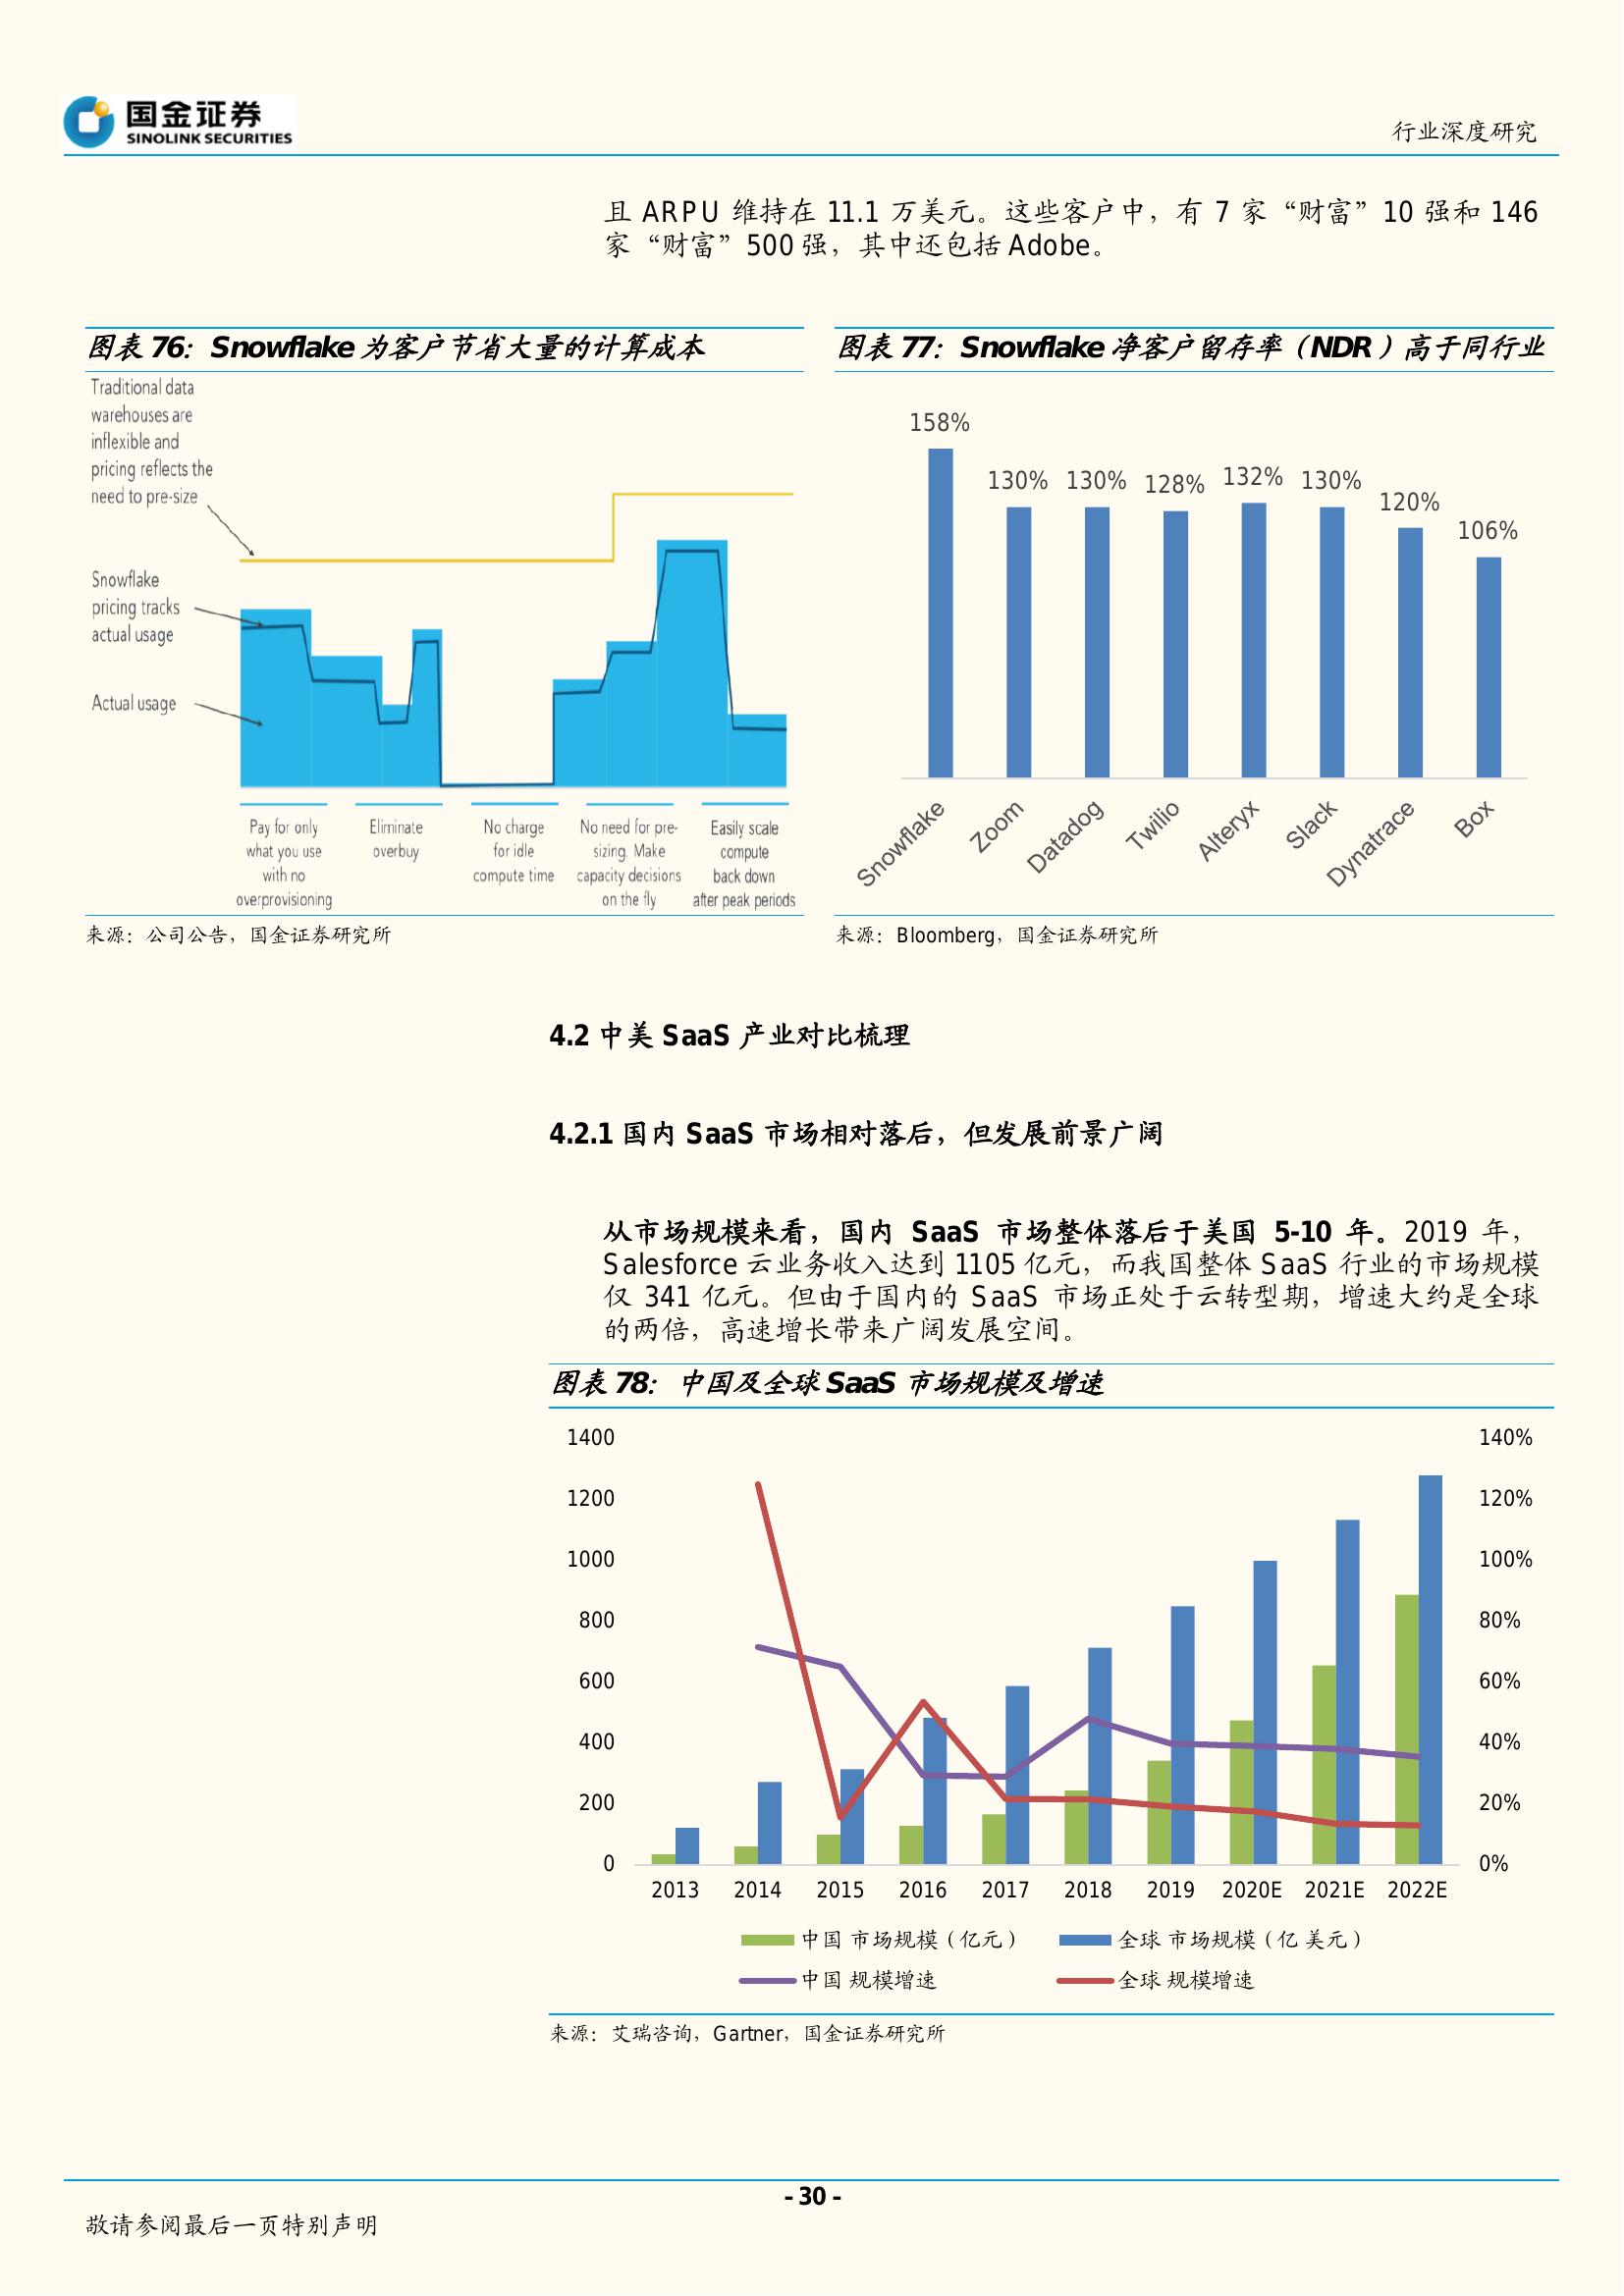 国金证券
SINOLINK SECURITIES
行业深度研究
且 ARPU 维持在 11.1 万美元。这些客户中，有 7 家“财富”10 强和 146
家“财富”500 强，其中还包括 Adobe。
图表 76：Snowflake 为客户节省大量的计算成本
Traditional data
warehouses are
inflexible and
pricing reflects the
need to pre-size
Snowflake
pricing tracks
actual usage
Actual usage
Pay for only
what you use
with no
overprovisioning
Eliminate
overbuy
No charge
for idle
compute time
No need for pre-
sizing. Make
capacity decisions
on the fly
Easily scale
compute
back down
after peak periods
来源：公司公告，国金证券研究所
图表 77：Snowflake 净客户留存率（NDR）高于同行业
158%
130%
130%
128%
132%
130%
120%
106%
Snowflake
Zoom
Datadog
Twilio
Alteryx
Slack
Dynatrace
Box
来源：Bloomberg，国金证券研究所
4.2 中美 SaaS 产业对比梳理
4.2.1 国内 SaaS 市场相对落后，但发展前景广阔
从市场规模来看，国内 SaaS 市场整体落后于美国 5-10 年。2019 年，
Salesforce 云业务收入达到 1105 亿元，而我国整体 SaaS 行业的市场规模
仅 341 亿元。但由于国内的 SaaS 市场正处于云转型期，增速大约是全球
的两倍，高速增长带来广阔发展空间。
图表 78：中国及全球 SaaS 市场规模及增速
1400
1200
1000
800
600
400
200
0
140%
120%
100%
80%
60%
40%
20%
0%
2013 2014 2015 2016 2017 2018 2019 2020E 2021E 2022E
中国 市场规模（亿元） 全球 市场规模（亿 美元）
中国 规模增速 全球 规模增速
来源：艾瑞咨询，Gartner，国金证券研究所
- 30 -
敬请参阅最后一页特别声明